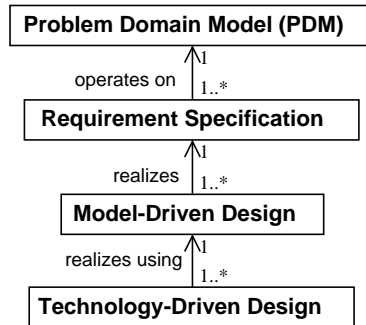 Problem Domain Model (PDM)
1
operates on
1..*
Requirement Specification
1
realizes
1..*
Model-Driven Design
1
realizes using
1..*
Technology-Driven Design